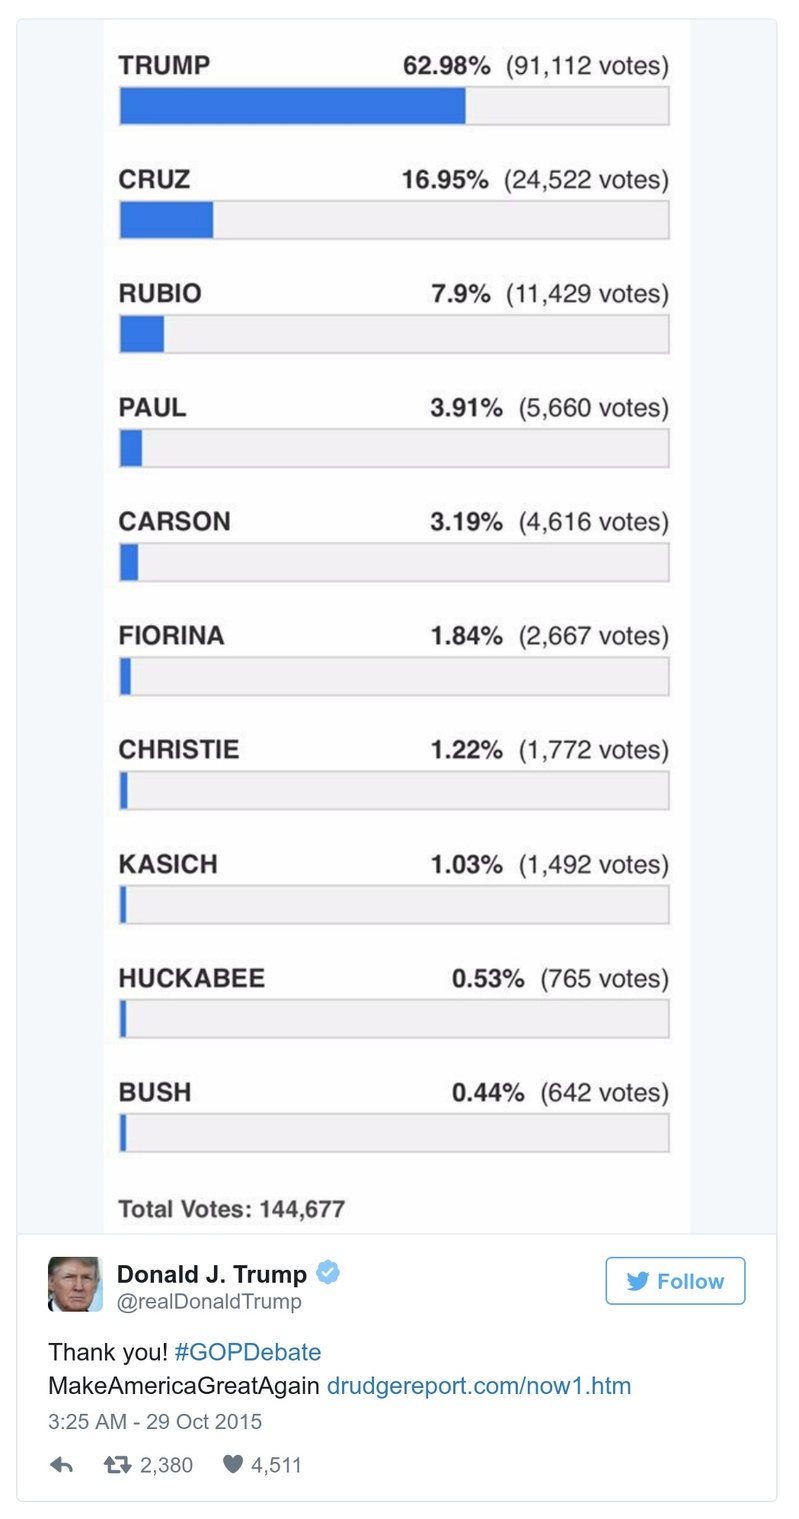 TRUMP 62.98% (91,112 votes)
CRUZ 16.95% (24,522 votes)
RUBIO 7.9% (11,429 votes)
PAUL 3.91% (5,660 votes)
CARSON 3.19% (4,616 votes)
FIORINA 1.84% (2,667 votes)
CHRISTIE 1.22% (1,772 votes)
KASICH 1.03% (1,492 votes)
HUCKABEE 0.53% (765 votes)
BUSH 0.44% (642 votes)
Total Votes: 144,677
Donald J. Trump Follow
@realDonaldTrump
Thank you! #GOPDebate
MakeAmericaGreatAgain drudgereport.com/now1.htm
3:25 AM - 29 Oct 2015
2,380 4,511